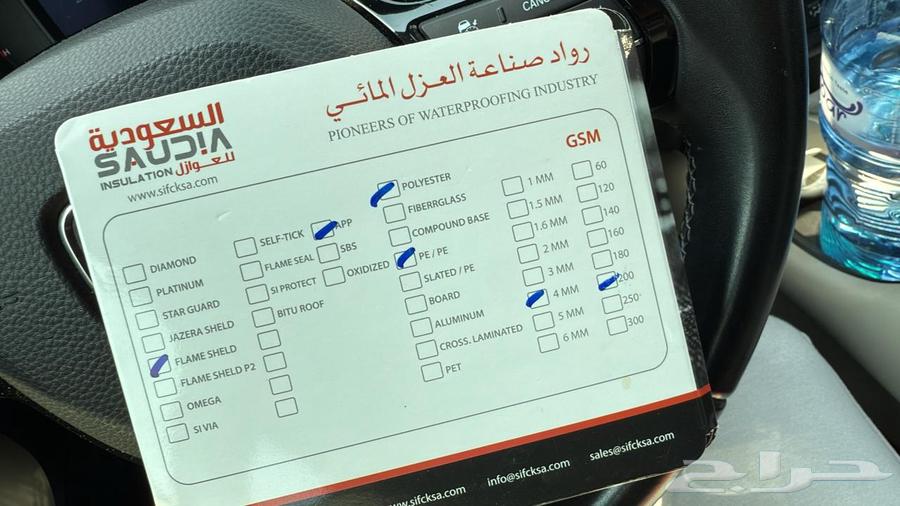 رواد صناعة العزل المائي
PIONEERS OF WATERPROOFING INDUSTRY
السعودية
SAUDIA
INSULATION للعوازل
www.sifcksa.com
GSM
DIAMOND
PLATINUM
STAR GUARD
JAZERA SHELD
FLAME SHELD
FLAME SHELD P2
OMEGA
SI VIA
SELF-TICK
FLAME SEAL
SI PROTECT
BITU ROOF
APP
SBS
OXIDIZED
POLYESTER
FIBERRGLASS
COMPOUND BASE
PE / PE
SLATED / PE
BOARD
ALUMINUM
CROSS. LAMINATED
PET
1 MM
1.5 MM
1.6 MM
2 MM
3 MM
4 MM
5 MM
6 MM
60
120
140
160
180
200
250
300
www.sifcksa.com
info@sifcksa.com
sales@sifcksa.com
حراج